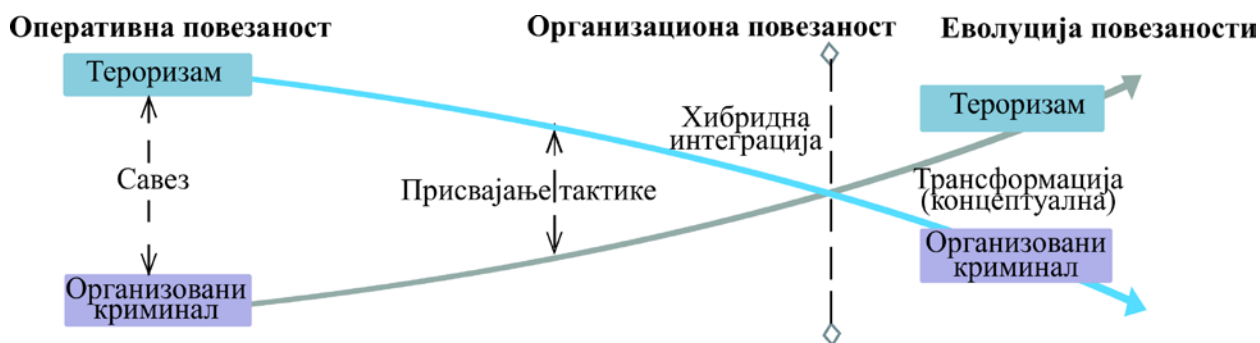 Оперативна повезаност
Организациона повезаност
Еволуција повезаности
Тероризам
Савез
Организовани
криминал
Присвајање тактике
Хибридна
интеграција
Тероризам
Трансформација
(концептуална)
Организовани
криминал